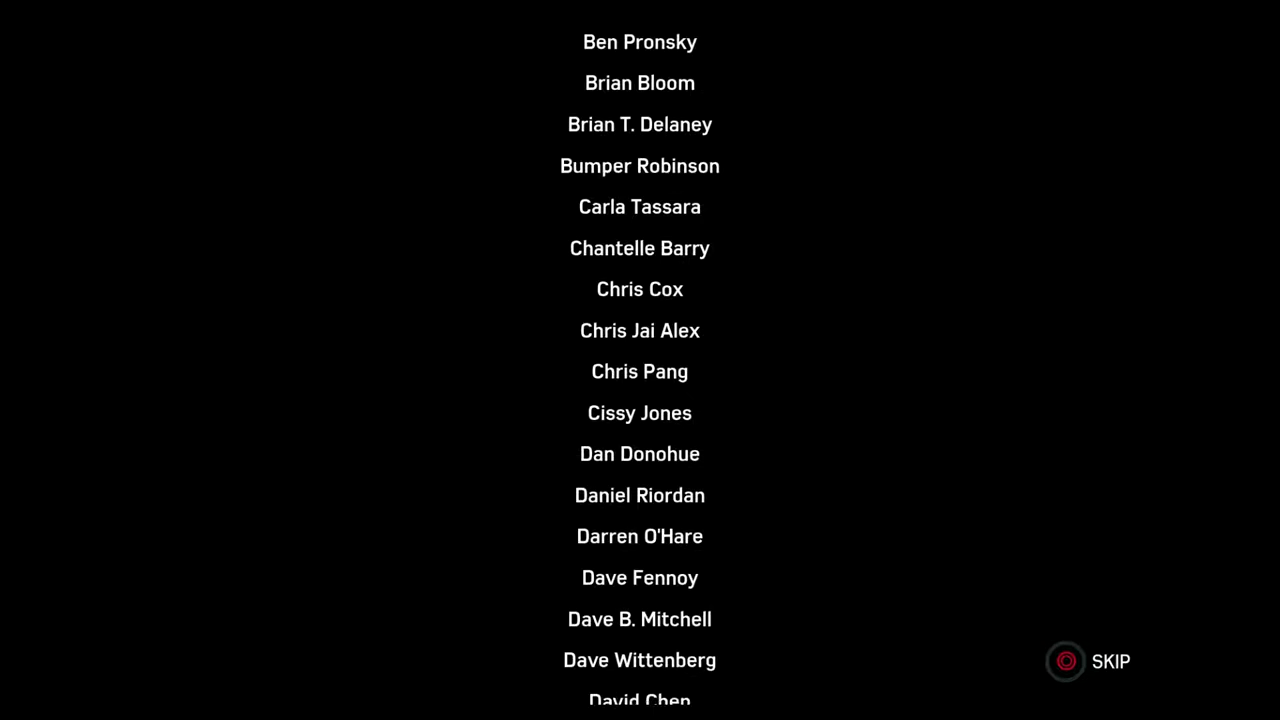 Ben Pronsky
Brian Bloom
Brian T. Delaney
Bumper Robinson
Carla Tassara
Chantelle Barry
Chris Cox
Chris Jai Alex
Chris Pang
Cissy Jones
Dan Donohue
Daniel Riordan
Darren O'Hare
Dave Fennoy
Dave B. Mitchell
Dave Wittenberg
SKIP
David Chen